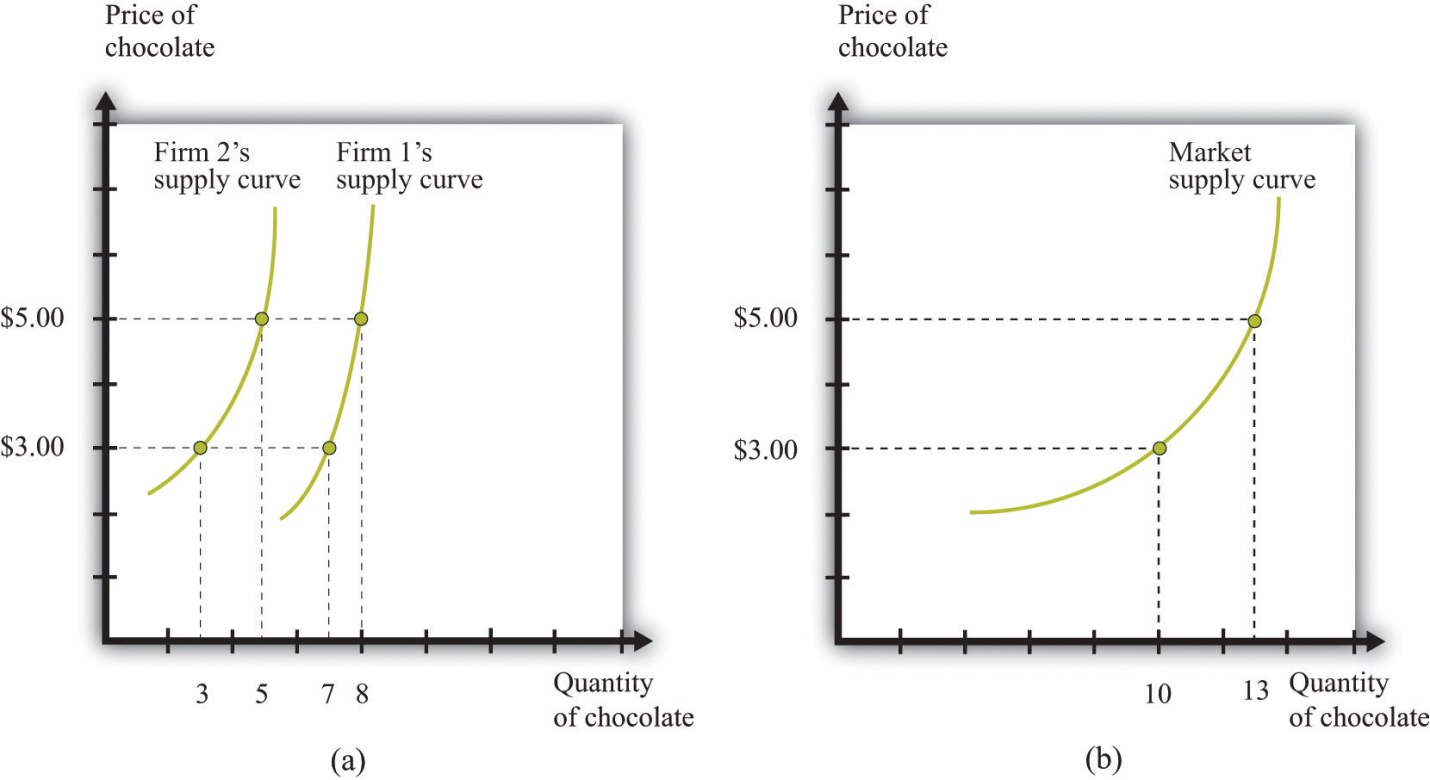 Price of
chocolate
Firm 2’s
supply curve
Firm 1’s
supply curve
$5.00
$3.00
3
5
7
8
Quantity
of chocolate
(a)
Price of
chocolate
Market
supply curve
$5.00
$3.00
10
13
Quantity
of chocolate
(b)